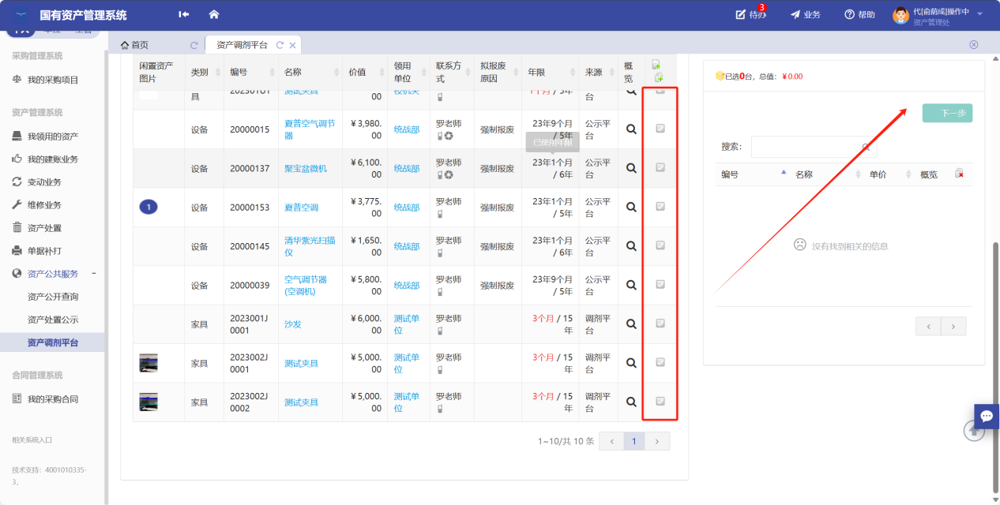 国有资产管理系统
待办
3
业务
帮助
代[俞荫成]操作中
资产管理处
首页
资产调剂平台
采购管理系统
我的采购项目
资产管理系统
我领用的资产
我的建账业务
变动业务
维修业务
资产处置
单据补打
资产公共服务
资产公开查询
资产处置公示
资产调剂平台
合同管理系统
我的采购合同
相关系统入口
技术支持：4001010335-
3,
闲置资产
图片
类别
编号
名称
价值
领用
单位
联系方
式
拟报废
原因
年限
来源
概
览
具
20230101
测试夹具
00
1个月 / 5年
台
设备
20000015
夏普空气调节
器
¥3,980.
00
统战部
罗老师
强制报废
23年9个月
/ 5年
公示平
台
已使用年限
设备
20000137
聚宝盆微机
¥6,100.
00
统战部
罗老师
强制报废
23年1个月
/ 6年
公示平
台
1
设备
20000153
夏普空调
¥3,775.
00
统战部
罗老师
强制报废
23年1个月
/ 5年
公示平
台
设备
20000145
清华紫光扫描
仪
¥1,650.
00
统战部
罗老师
强制报废
23年1个月
/ 6年
公示平
台
设备
20000039
空气调节器
(空调机)
¥5,800.
00
统战部
罗老师
强制报废
23年9个月
/ 5年
公示平
台
家具
2023001J
0001
沙发
¥6,000.
00
测试单
位
罗老师
3个月 / 15
年
调剂平
台
家具
2023002J
0001
测试夹具
¥5,000.
00
测试单
位
罗老师
3个月 / 15
年
调剂平
台
家具
2023002J
0002
测试夹具
¥5,000.
00
测试单
位
罗老师
3个月 / 15
年
调剂平
台
1~10/共 10 条
1
已选0台，总值：¥0.00
下一步
搜索：
编号
名称
单价
概览
没有找到相关的信息